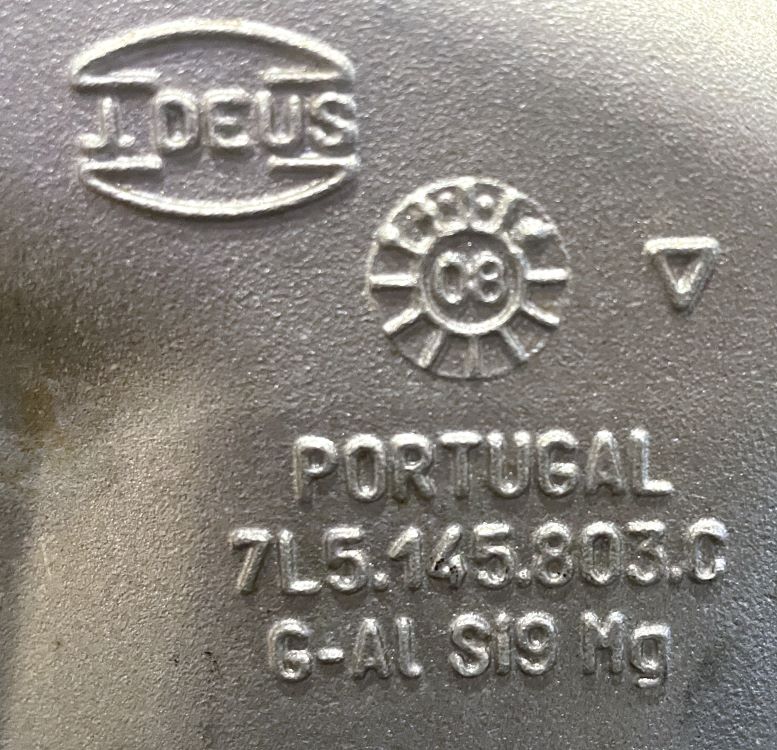 J. DEUS
08
PORTUGAL
7L5.145.803.C
G-Al Si9 Mg